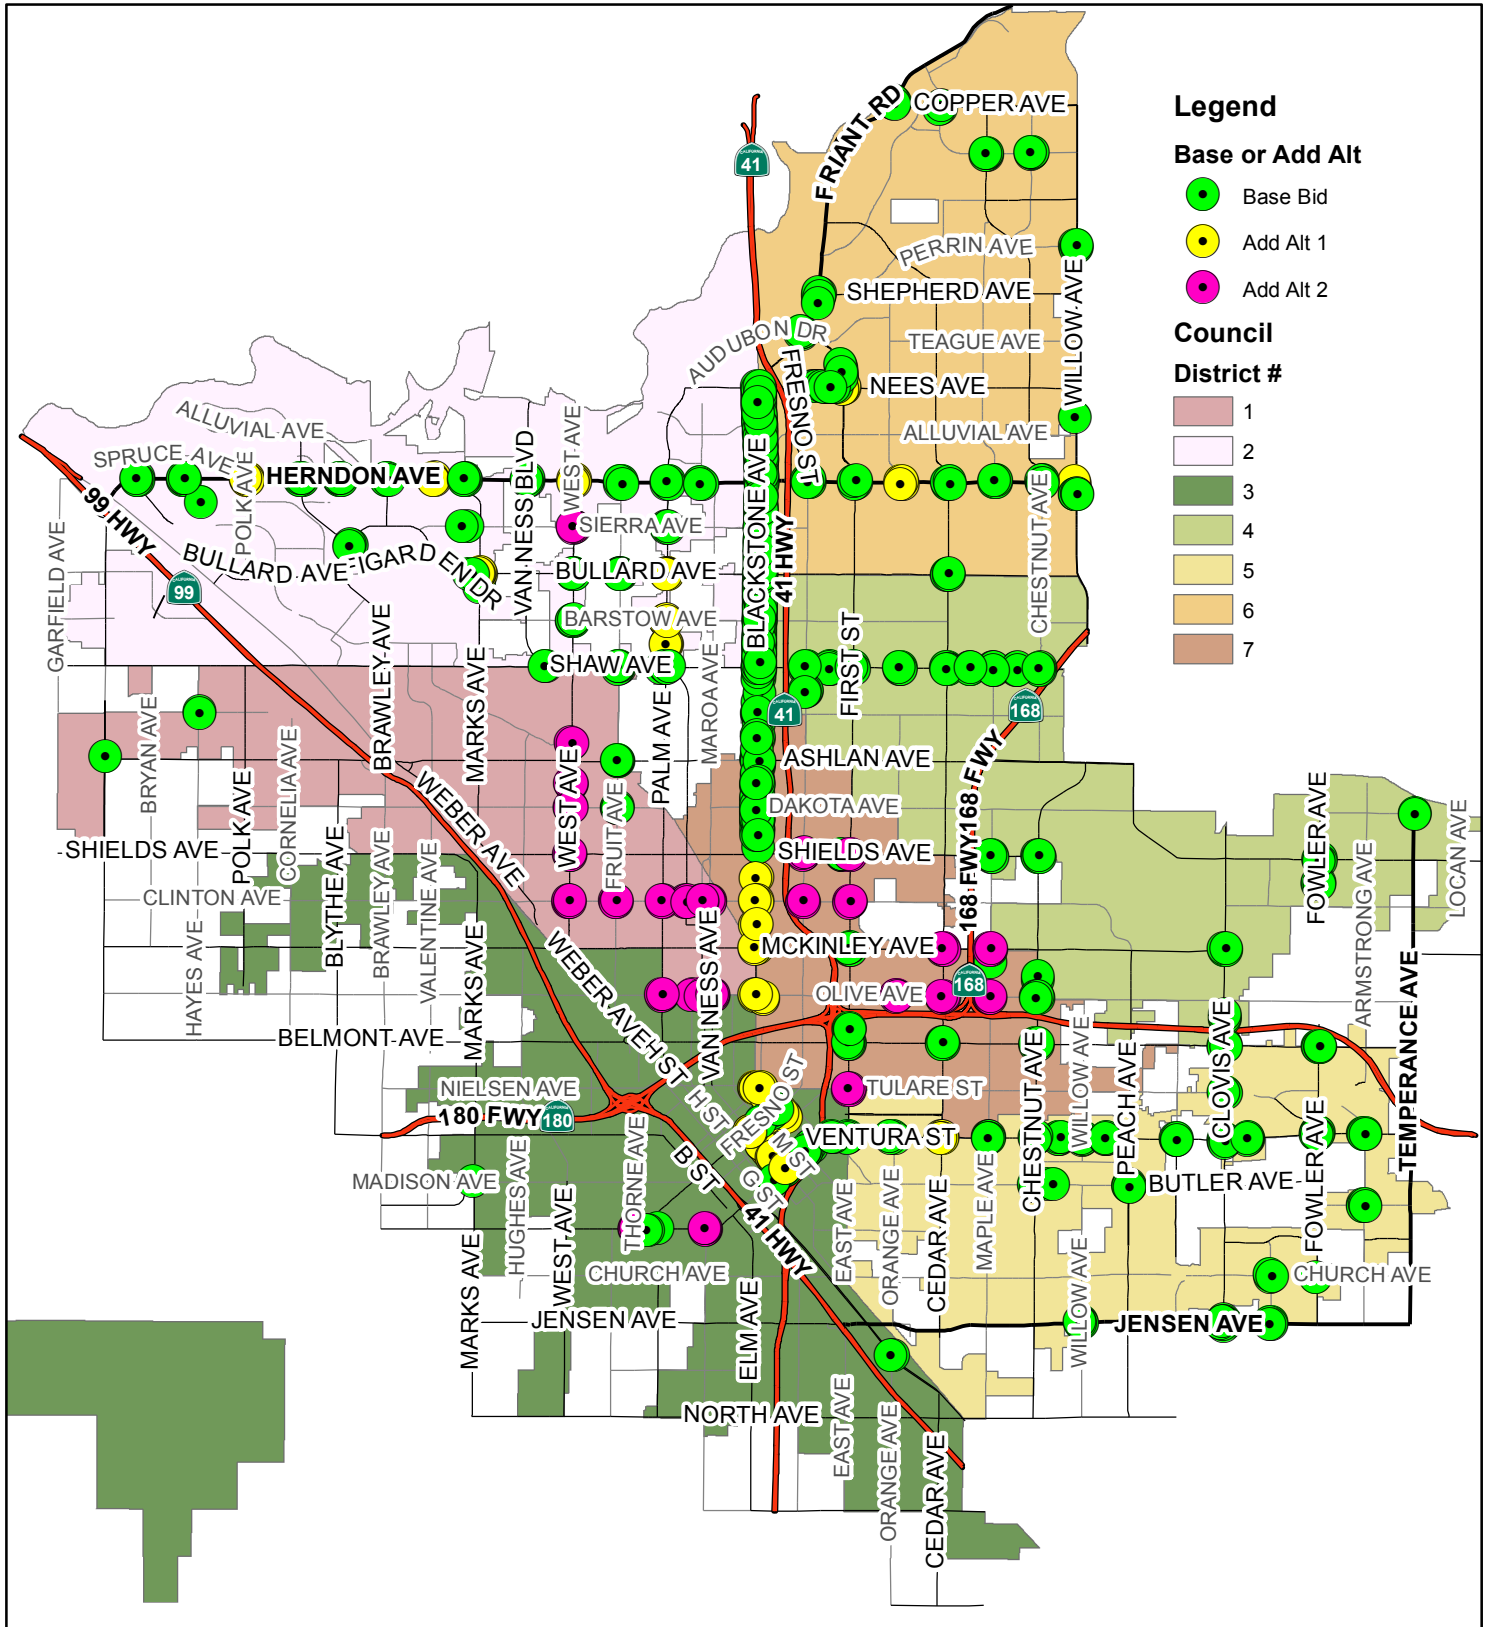 Legend
Base or Add Alt
Base Bid
Add Alt 1
Add Alt 2
Council
District #
1
2
3
4
5
6
7
COPPER AVE
FRIANT RD
CALIFORNIA
41
PERRIN AVE
WILLOW AVE
SHEPHERD AVE
AUDUBON DR
TEAGUE AVE
FRESNO ST
NEES AVE
ALLUVIAL AVE
ALLUVIAL AVE
SPRUCE AVE
POLK AVE
HERNDON AVE
VAN NESS BLVD
WEST AVE
BLACKSTONE AVE
41 HWY
CHESTNUT AVE
99 HWY
SIERRA AVE
GARFIELD AVE
BULLARD AVE
FIGARDEN DR
BULLARD AVE
CALIFORNIA
99
BARSTOW AVE
BRAWLEY AVE
MARKS AVE
SHAW AVE
MAROA AVE
FIRST ST
PALM AVE
CALIFORNIA
41
CALIFORNIA
168
BRYAN AVE
CORNELIA AVE
POLK AVE
WEBER AVE
WEST AVE
FRUIT AVE
ASHLAN AVE
168 FWY
168 FWY
DAKOTA AVE
FOWLER AVE
LOCAN AVE
SHIELDS AVE
SHIELDS AVE
BLYTHE AVE
BRAWLEY AVE
VALENTINE AVE
ARMSTRONG AVE
CLINTON AVE
HAYES AVE
MARKS AVE
VAN NESS AVE
MCKINLEY AVE
WEBER AVE
CALIFORNIA
168
OLIVE AVE
TEMPERANCE AVE
BELMONT AVE
H ST
CLOVIS AVE
WILLOW AVE
PEACH AVE
CHESTNUT AVE
NIELSEN AVE
TULARE ST
180 FWY
CALIFORNIA
180
H ST
FRESNO ST
M ST
VENTURA ST
THORNE AVE
B ST
G ST
MADISON AVE
HUGHES AVE
BUTLER AVE
FOWLER AVE
WEST AVE
41 HWY
EAST AVE
ORANGE AVE
CEDAR AVE
MAPLE AVE
MARKS AVE
CHURCH AVE
WILLOW AVE
CHURCH AVE
JENSEN AVE
ELM AVE
JENSEN AVE
NORTH AVE
EAST AVE
ORANGE AVE
CEDAR AVE